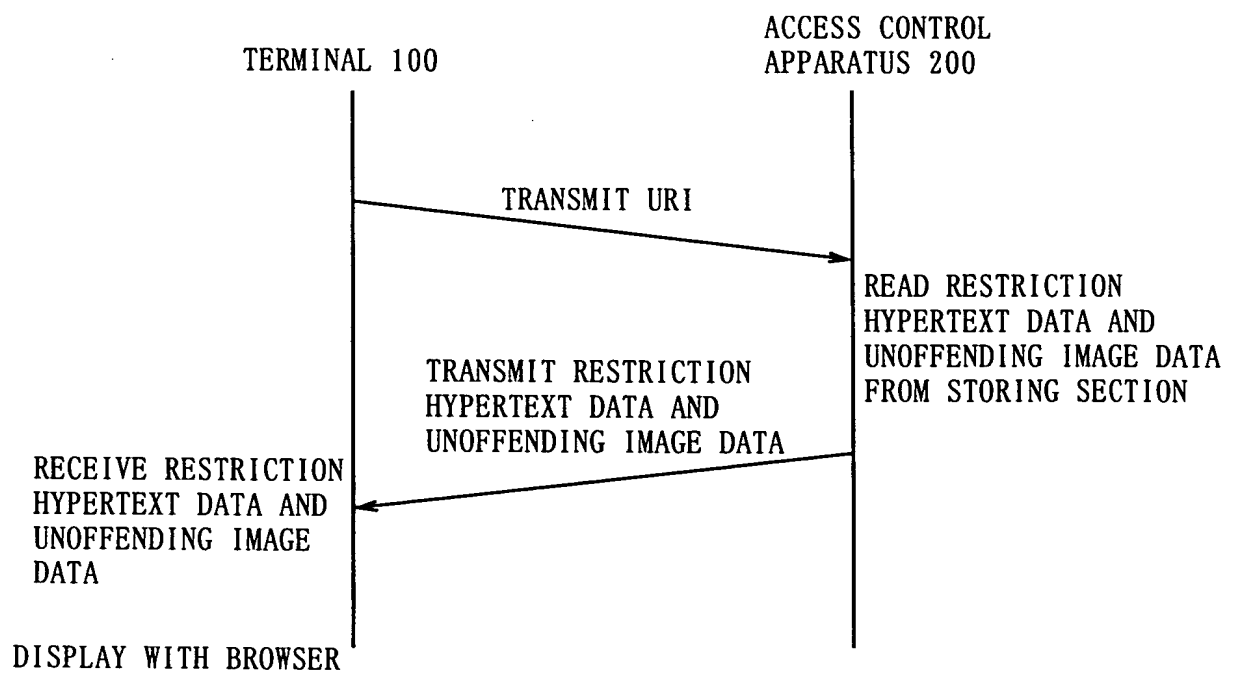 TERMINAL 100
ACCESS CONTROL
APPARATUS 200
TRANSMIT URI
READ RESTRICTION
HYPERTEXT DATA AND
UNOFFENDING IMAGE DATA
FROM STORING SECTION
TRANSMIT RESTRICTION
HYPERTEXT DATA AND
UNOFFENDING IMAGE DATA
RECEIVE RESTRICTION
HYPERTEXT DATA AND
UNOFFENDING IMAGE
DATA
DISPLAY WITH BROWSER